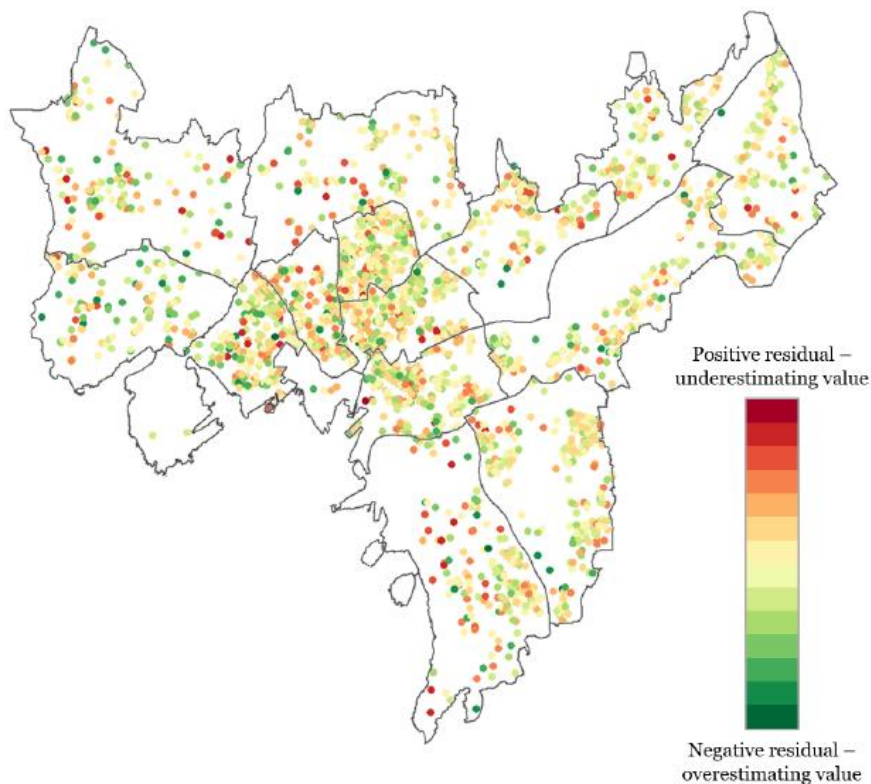 Positive residual –
underestimating value
Negative residual –
overestimating value